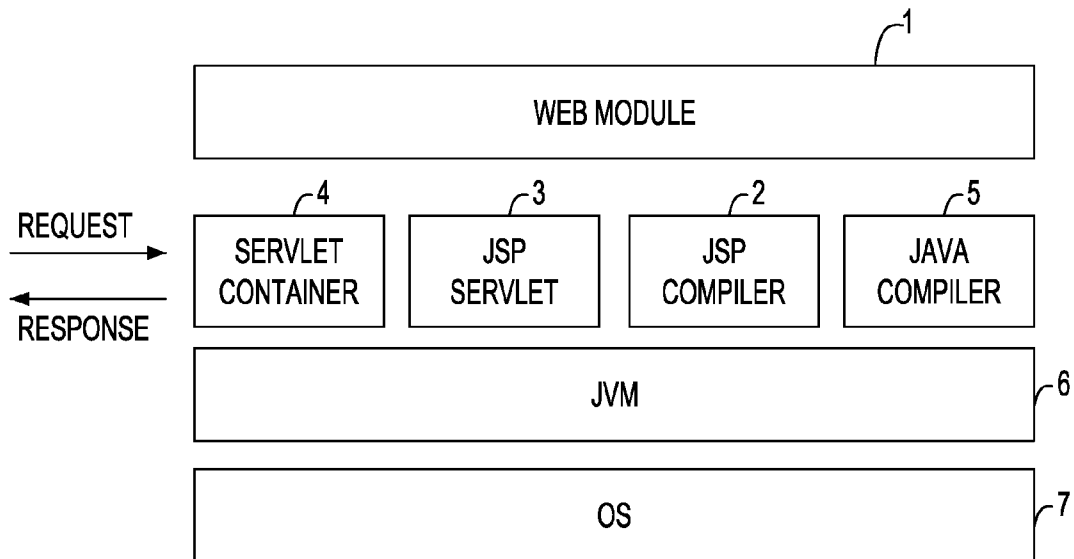 1
WEB MODULE
4
3
2
5
REQUEST
RESPONSE
SERVLET
CONTAINER
JSP
SERVLET
JSP
COMPILER
JAVA
COMPILER
JVM
6
OS
7